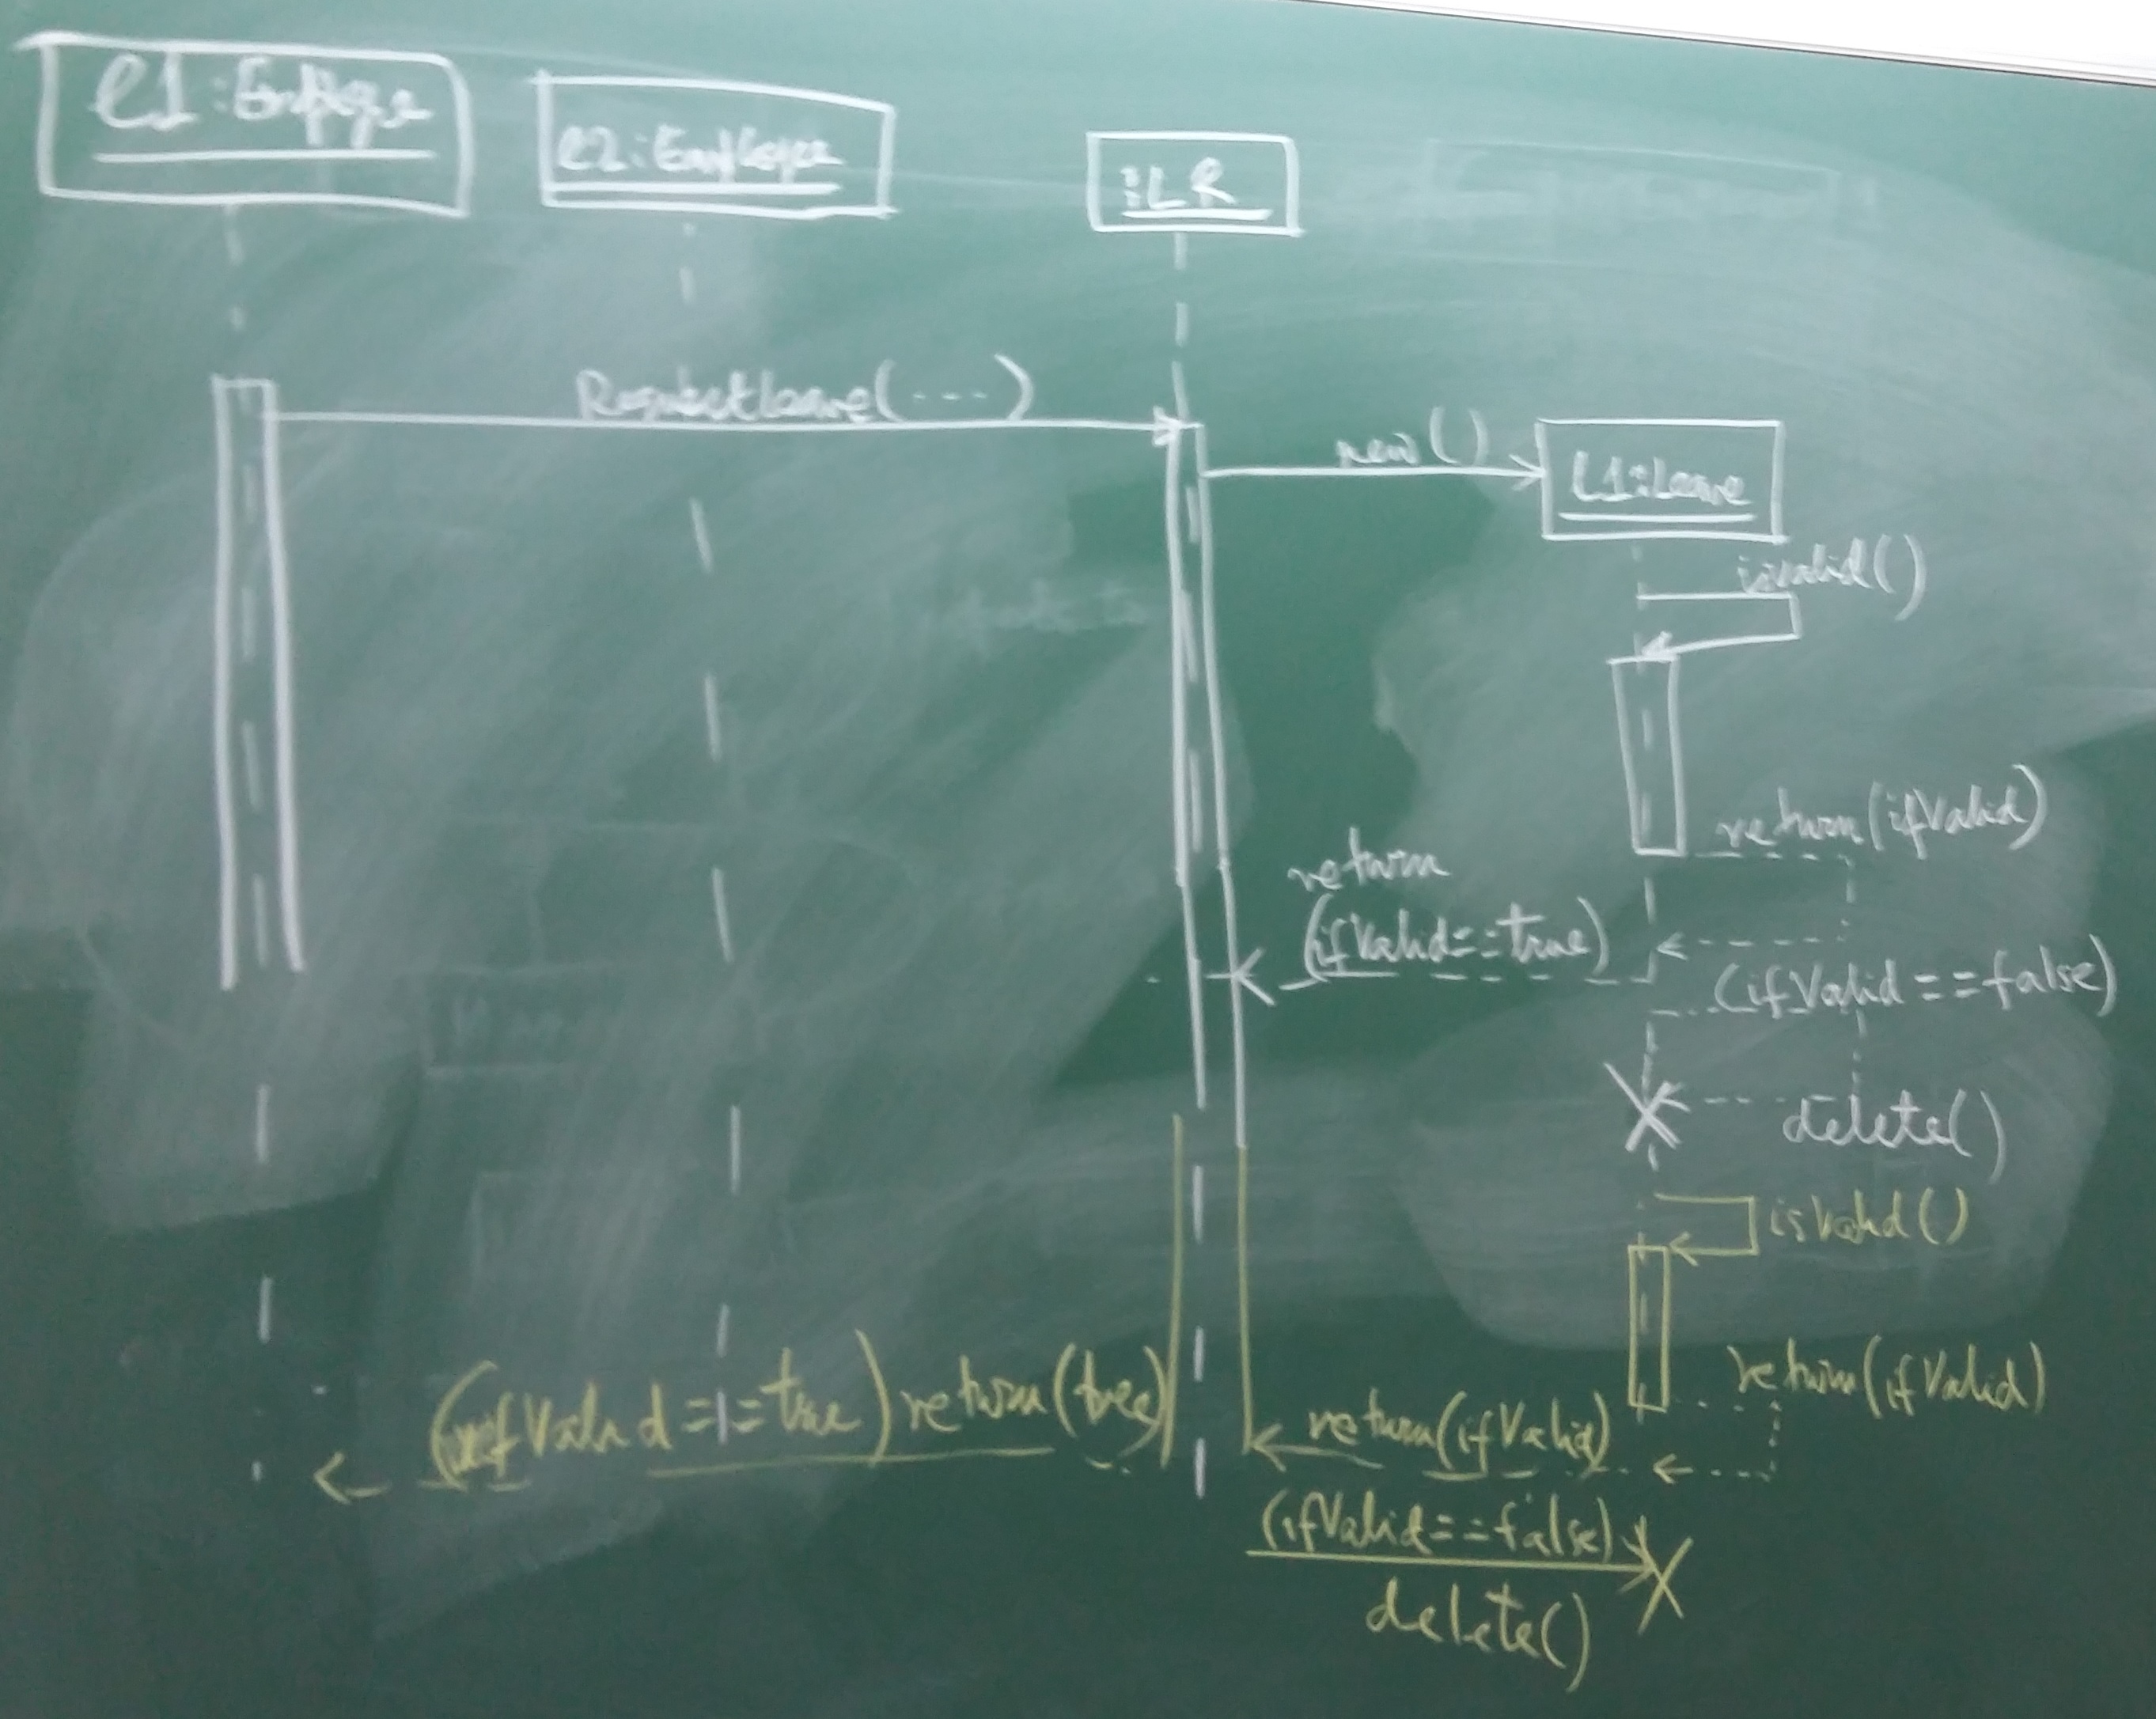 e1:Employee
e2:Employee
:LR
RequestLeave(----)
new()
L1:Leave
isvalid()
return(ifValid)
return
(ifValid==true)
(ifValid==false)
delete()
isValid()
return(ifValid)
(ifValid==true)return(true)
return(ifValid)
(ifValid==false)
delete()